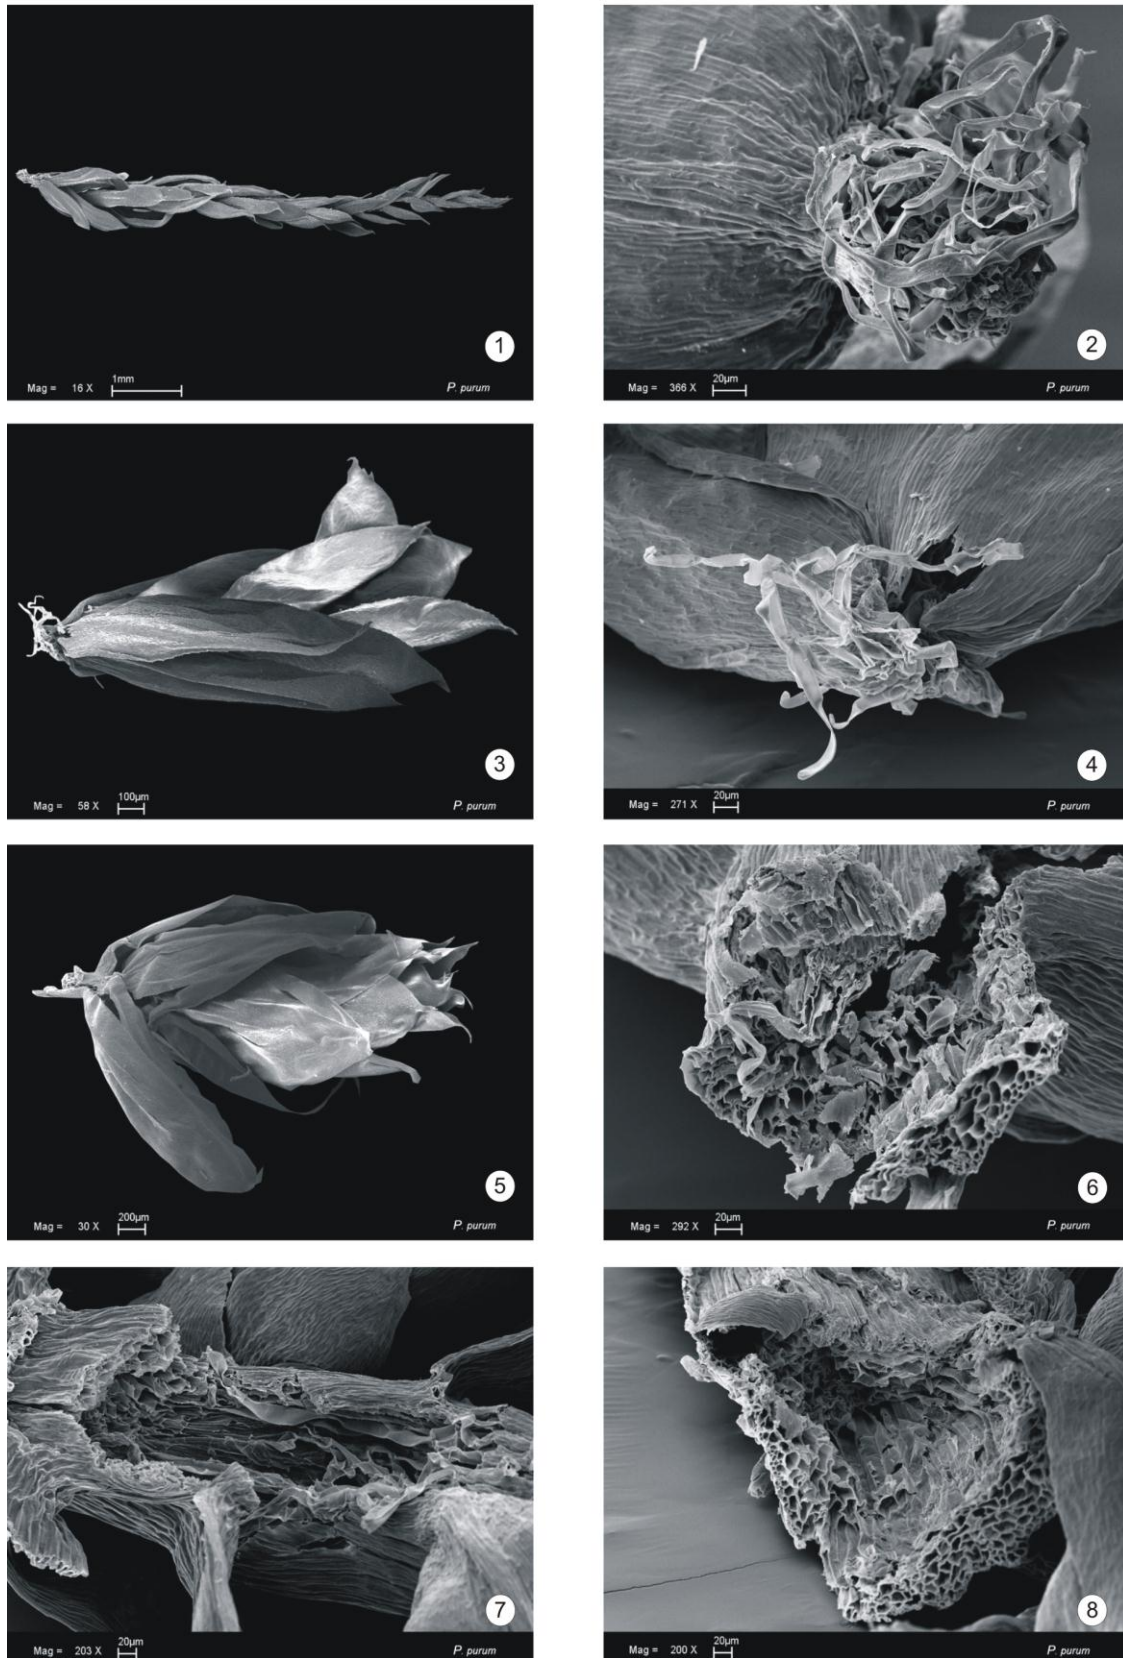 1
1mm
Mag = 16 X
P. purum
2
20µm
Mag = 366 X
P. purum
3
100µm
Mag = 58 X
P. purum
4
20µm
Mag = 271 X
P. purum
5
200µm
Mag = 30 X
P. purum
6
20µm
Mag = 292 X
P. purum
7
20µm
Mag = 203 X
P. purum
8
20µm
Mag = 200 X
P. purum